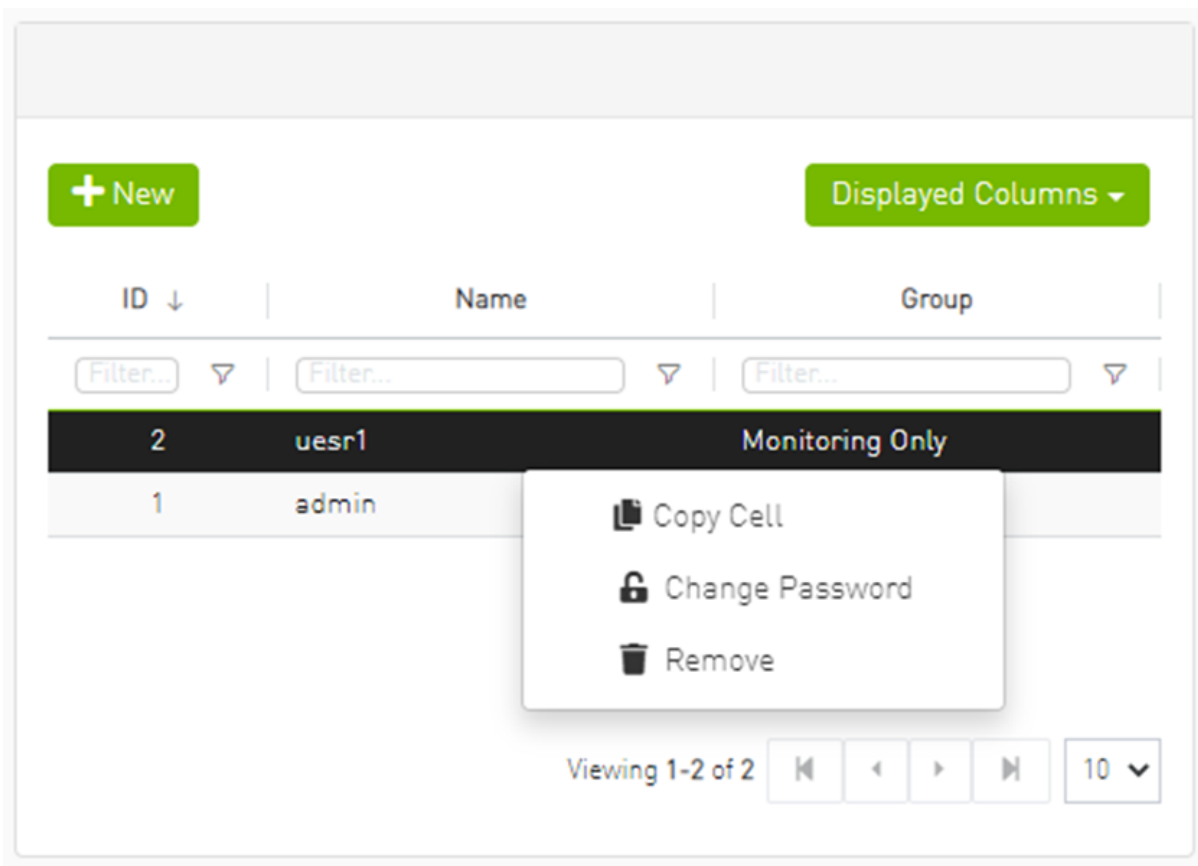 New
Displayed Columns
ID ↓ Name Group
Filter... Filter... Filter...
2 uesr1 Monitoring Only
1 admin
Copy Cell
Change Password
Remove
Viewing 1-2 of 2 10